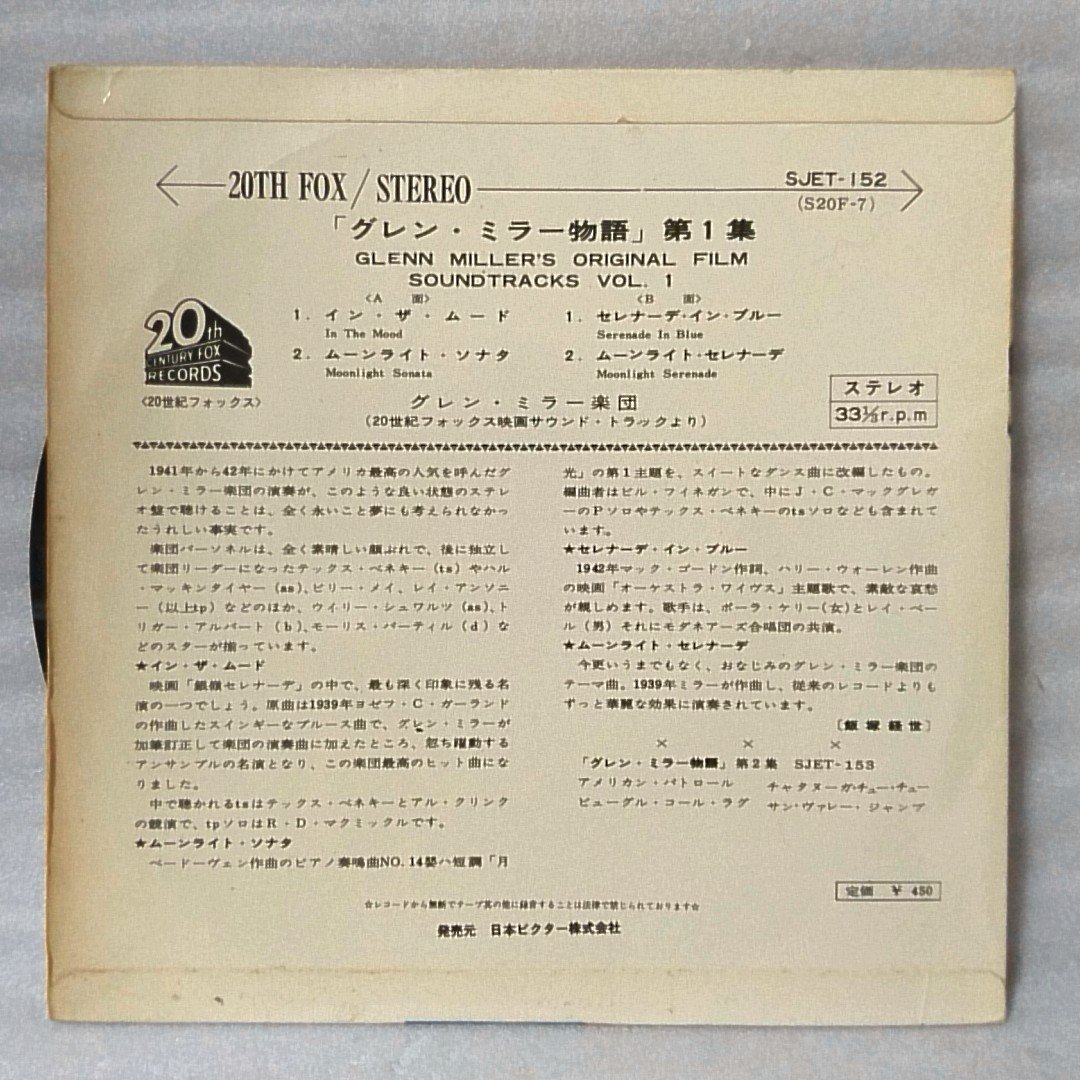 20TH FOX / STEREO
SJET-152
(S20F-7)
「グレン・ミラー物語」第1集
GLENN MILLER'S ORIGINAL FILM
SOUNDTRACKS VOL. 1
20th
CENTURY FOX
RECORDS
〈20世紀フォックス〉
〈A 面〉
1. イン・ザ・ムード
In The Mood
2. ムーンライト・ソナタ
Moonlight Sonata
〈B 面〉
1. セレナーデ・イン・ブルー
Serenade In Blue
2. ムーンライト・セレナーデ
Moonlight Serenade
グレン・ミラー楽団
(20世紀フォックス映画サウンド・トラックより)
ステレオ
33⅓r.p.m
1941年から42年にかけてアメリカ最高の人気を呼んだグ
レン・ミラー楽団の演奏が、このような良い状態のステレ
オ盤で聴けることは、全く永いこと夢にも考えられなかっ
たうれしい事実です。
楽団パーソネルは、全く素晴しい顔ぶれで、後に独立し
て楽団リーダーになったテックス・ベネキー(ts)やハル
・マッキンタイヤー(as)、ビリー・メイ、レイ・アンソニ
ー(以上tp)などのほか、ウイリー・シュワルツ(as)、ト
リガー・アルバート(b)、モーリス・パーティル(d)な
どのスターが揃っています。
★イン・ザ・ムード
映画「銀嶺セレナーデ」の中で、最も深く印象に残る名
演の一つでしょう。原曲は1939年ヨゼフ・C・ガーランド
の作曲したスインギーなブルース曲で、グレン・ミラーが
加筆訂正して楽団の演奏曲に加えたところ、忽ち躍動する
アンサンブルの名演となり、この楽団最高のヒット曲にな
りました。
中で聴かれるtsはテックス・ベネキーとアル・クリンク
の競演で、tpソロはR・D・マクミックルです。
★ムーンライト・ソナタ
ベードーヴェン作曲のピアノ奏鳴曲NO. 14嬰ハ短調「月
光」の第1主題を、スイートなダンス曲に改編したもの。
編曲者はビル・フイネガンで、中にJ・C・マックグレガ
ーのPソロやテックス・ベネキーのtsソロなども含まれて
います。
★セレナーデ・イン・ブルー
1942年マック・ゴードン作詞、ハリー・ウォーレン作曲
の映画「オーケストラ・ワイヴス」主題歌で、素敵な哀愁
が親しめます。歌手は、ポーラ・ケリー(女)とレイ・ベー
ル(男)それにモダネアーズ合唱団の共演。
★ムーンライト・セレナーデ
今更いうまでもなく、おなじみのグレン・ミラー楽団の
テーマ曲。1939年ミラーが作曲し、従来のレコードよりも
ずっと華麗な効果に演奏されています。
〔飯塚経世〕
× × ×
「グレン・ミラー物語」第2集 SJET-153
アメリカン・パトロール チャタヌーガ・チュー・チュー
ビューグル・コール・ラグ サン・ヴァレー・ジャンプ
定価 ¥ 450
☆レコードから無断でテープ其の他に録音することは法律で禁じられております☆
発売元 日本ビクター株式会社